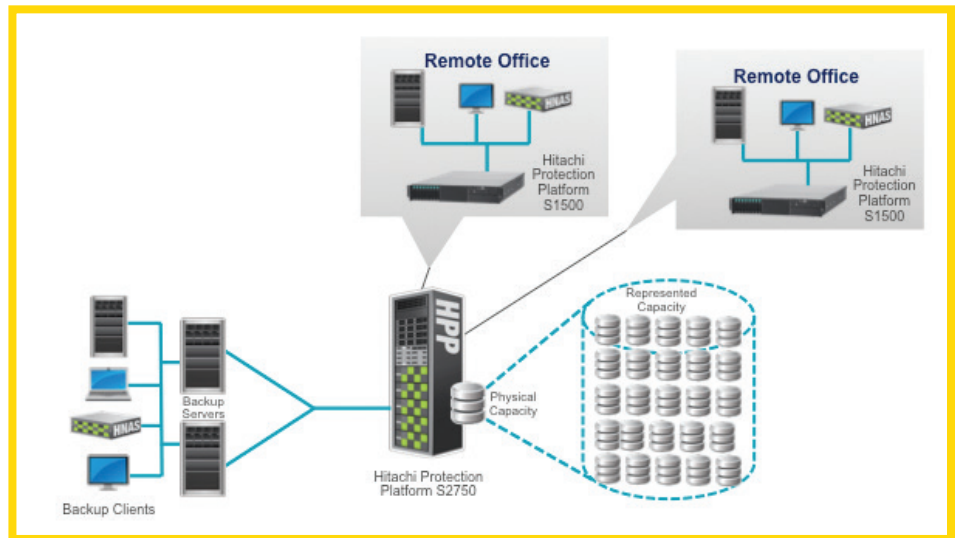 Remote Office
HNAS
Hitachi
Protection
Platform
S1500
Remote Office
HNAS
Hitachi
Protection
Platform
S1500
HPP
Represented
Capacity
Physical
Capacity
Backup
Servers
HNAS
Hitachi Protection
Platform S2750
Backup Clients